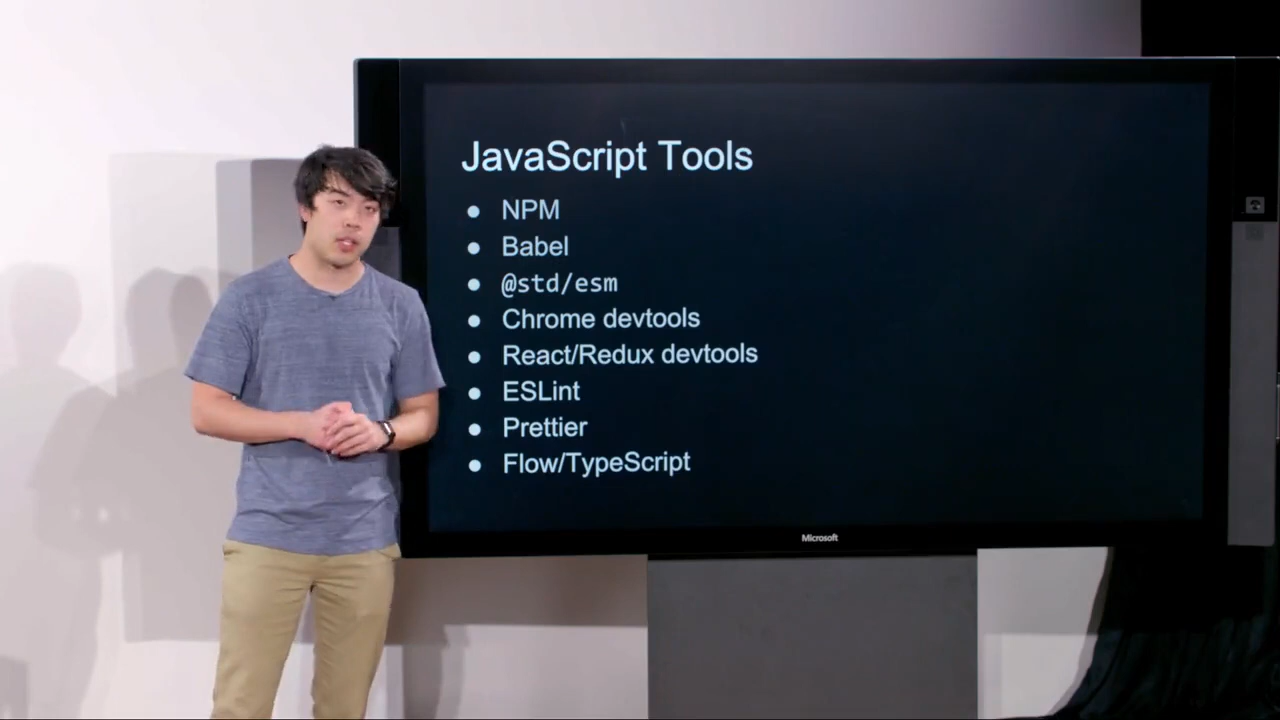 JavaScript Tools
● NPM
● Babel
● @std/esm
● Chrome devtools
● React/Redux devtools
● ESLint
● Prettier
● Flow/TypeScript
Microsoft